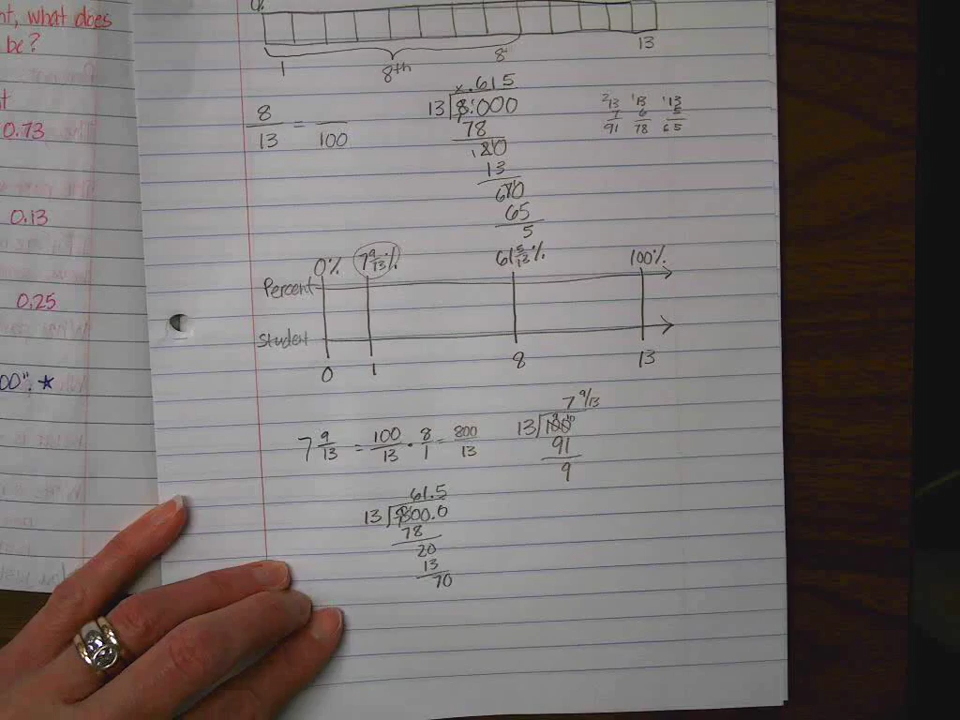 t, what does
be?
0.73
0.13
0.25
00". ★
1 8th 8 13
8/13 = /100
.615
13 8.000
78
20
13
70
65
5
13 13 13
7 6 5
91 78 65
0% 7 9/13% 61 5/13% 100%
Percent
Student
0 1 8 13
7 9/13 = 100/13 • 8/1 = 800/13
7 9/13
13 100
91
9
61.5
13 800.0
78
20
13
70